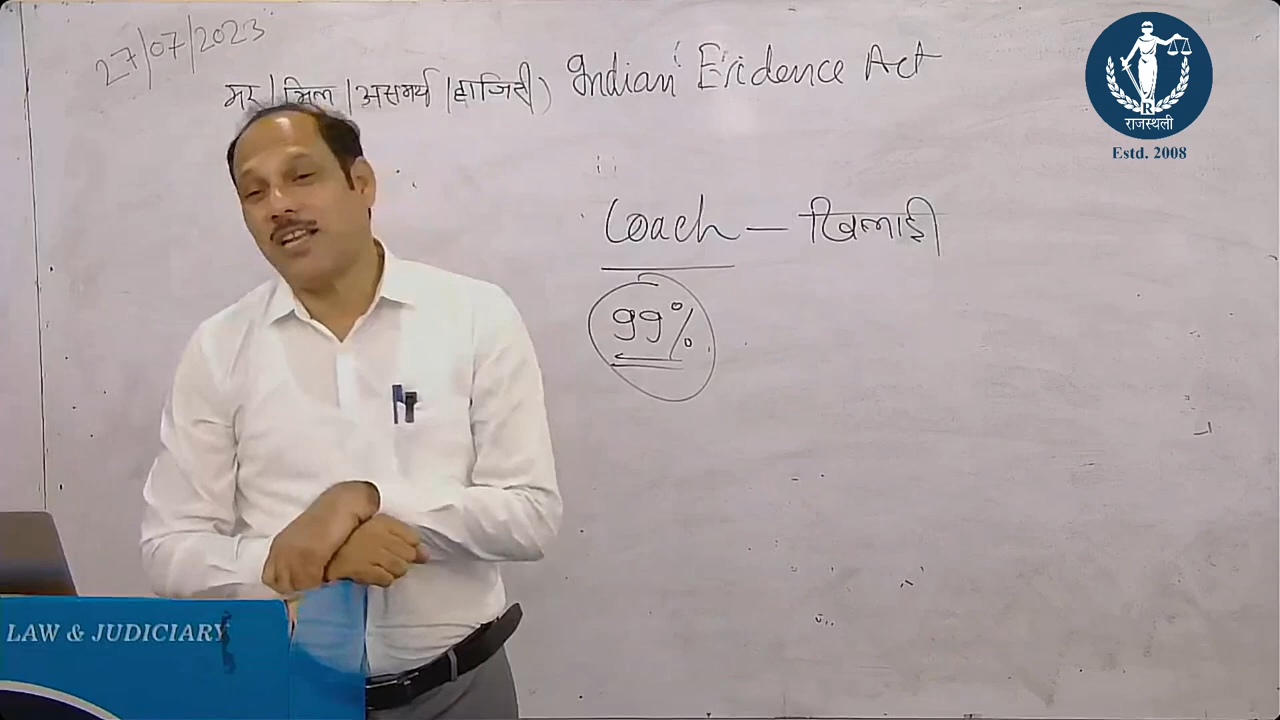 27/07/2023
मर / मिल / असमर्थ / हाजिरी) Indian Evidence Act
राजस्थली
Estd. 2008
Coach — खिलाड़ी
99%
LAW & JUDICIARY